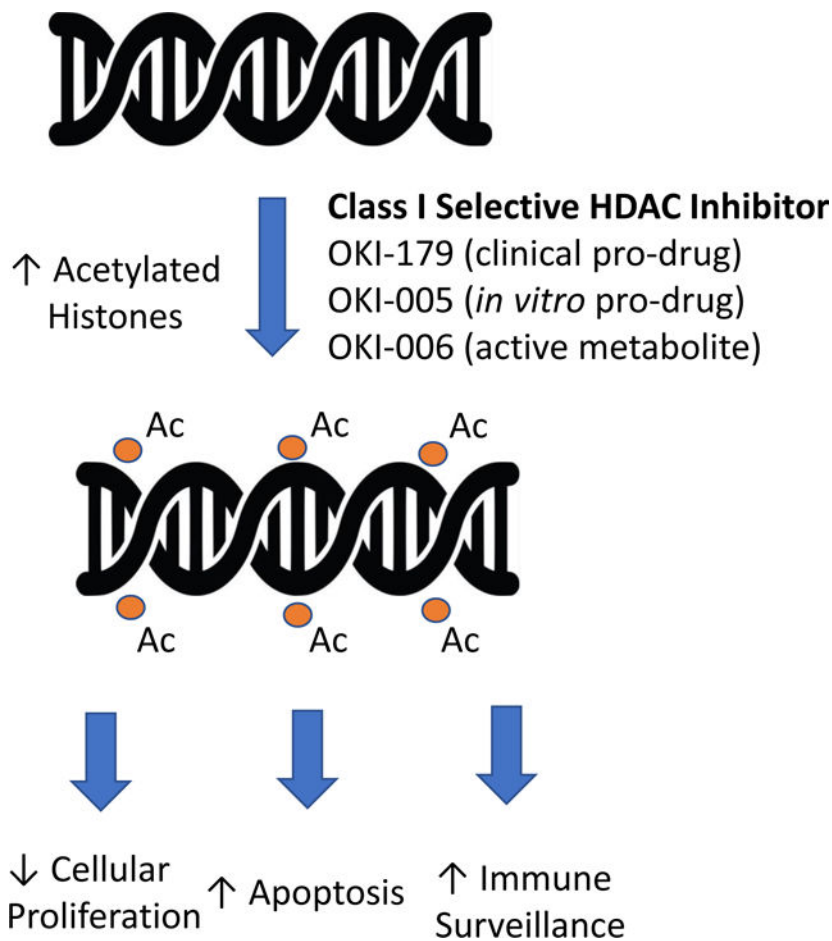 ↑ Acetylated
Histones
Class I Selective HDAC Inhibitor
OKI-179 (clinical pro-drug)
OKI-005 (in vitro pro-drug)
OKI-006 (active metabolite)
Ac
Ac
Ac
Ac
Ac
Ac
↓ Cellular
Proliferation
↑ Apoptosis
↑ Immune
Surveillance